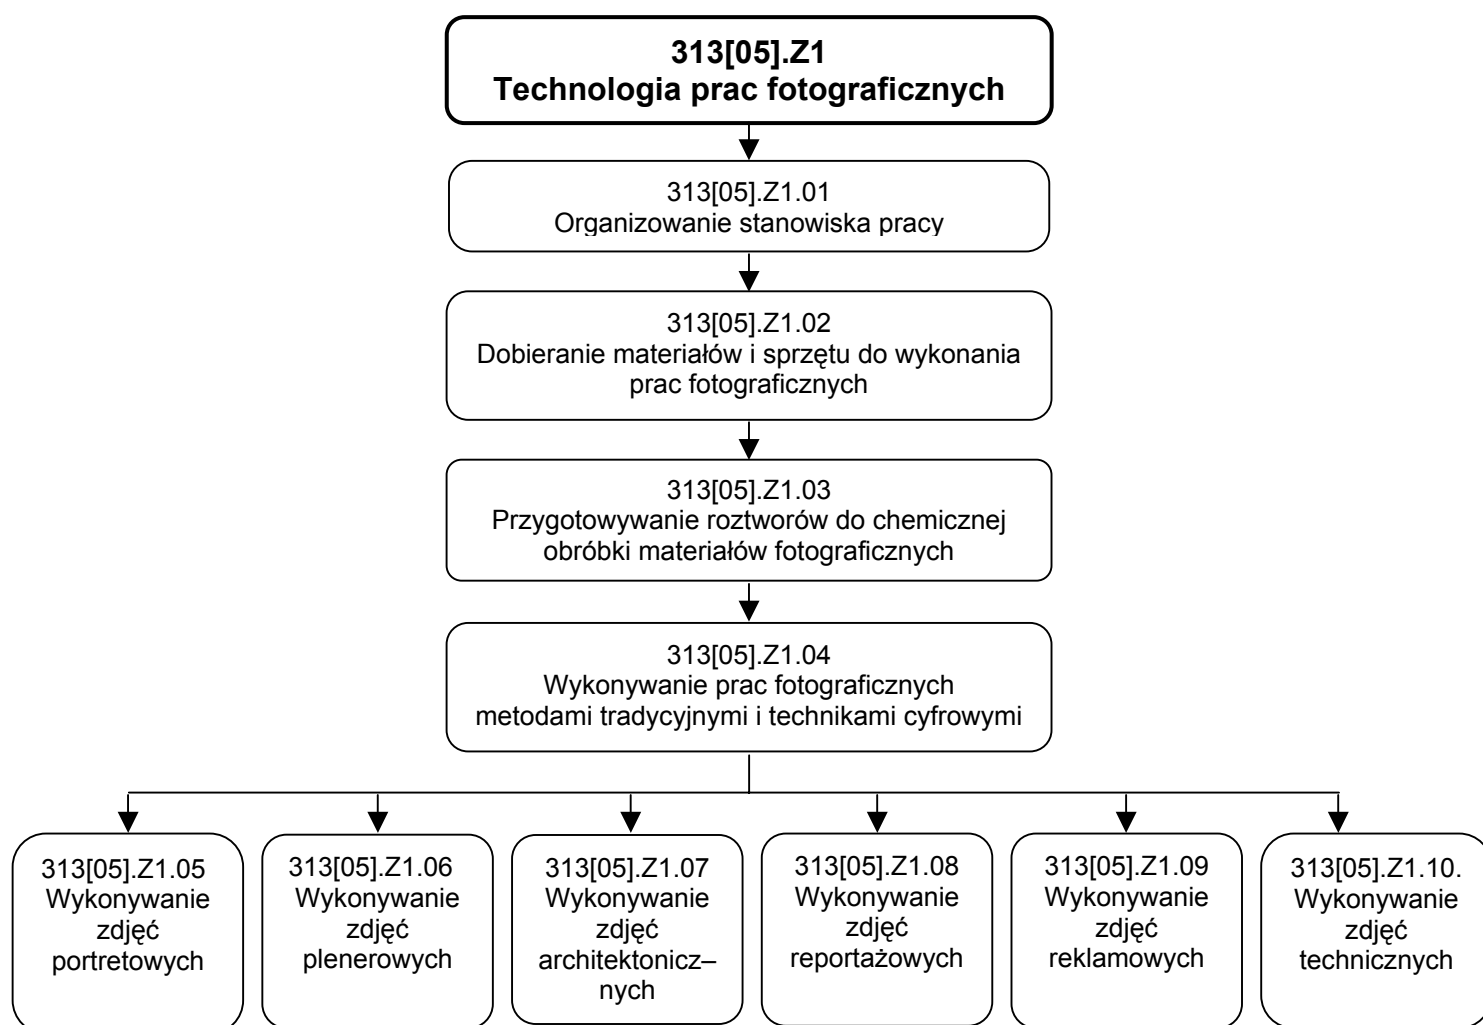 313[05].Z1
Technologia prac fotograficznych
313[05].Z1.01
Organizowanie stanowiska pracy
313[05].Z1.02
Dobieranie materiałów i sprzętu do wykonania
prac fotograficznych
313[05].Z1.03
Przygotowywanie roztworów do chemicznej
obróbki materiałów fotograficznych
313[05].Z1.04
Wykonywanie prac fotograficznych
metodami tradycyjnymi i technikami cyfrowymi
313[05].Z1.05
Wykonywanie
zdjęć
portretowych
313[05].Z1.06
Wykonywanie
zdjęć
plenerowych
313[05].Z1.07
Wykonywanie
zdjęć
architektonicz–
nych
313[05].Z1.08
Wykonywanie
zdjęć
reportażowych
313[05].Z1.09
Wykonywanie
zdjęć
reklamowych
313[05].Z1.10.
Wykonywanie
zdjęć
technicznych